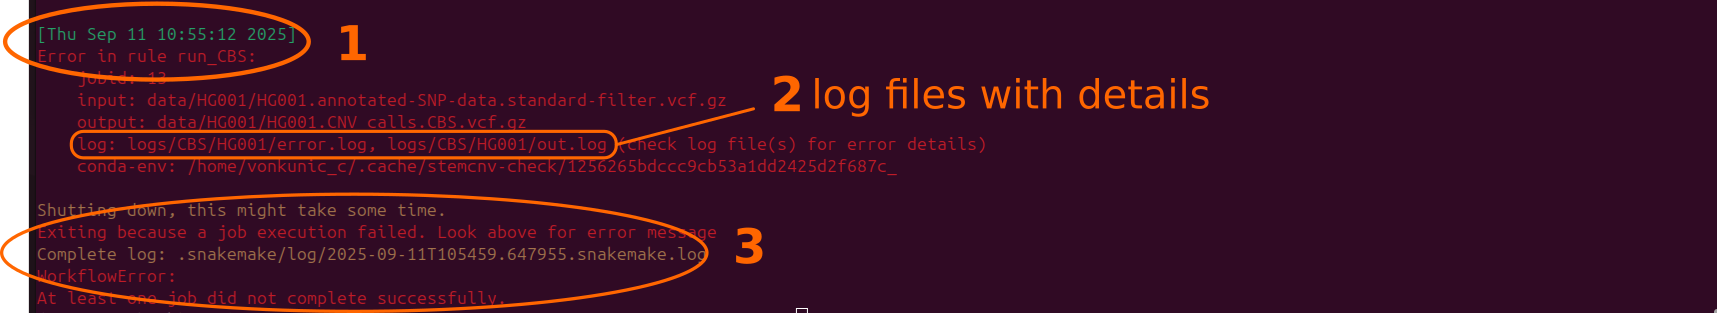 [Thu Sep 11 10:55:12 2025]
1
Error in rule run_CBS:
jobid: 13
2 log files with details
input: data/HG001/HG001.annotated-SNP-data.standard-filter.vcf.gz
output: data/HG001/HG001.CNV_calls.CBS.vcf.gz
log: logs/CBS/HG001/error.log, logs/CBS/HG001/out.log (check log file(s) for error details)
conda-env: /home/vonkunic_c/.cache/stemcnv-check/1256265bdccc9cb53a1dd2425d2f687c_
Shutting down, this might take some time.
Exiting because a job execution failed. Look above for error message
3
Complete log: .snakemake/log/2025-09-11T105459.647955.snakemake.log
WorkflowError:
At least one job did not complete successfully.